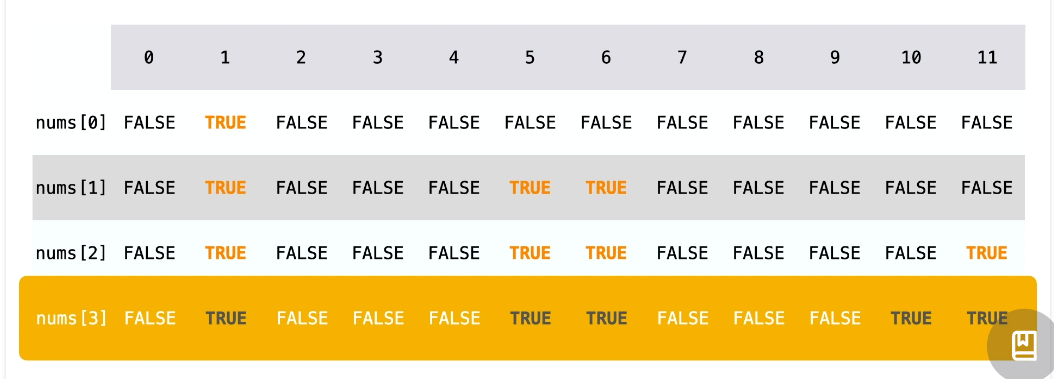 0 1 2 3 4 5 6 7 8 9 10 11
nums[0] FALSE TRUE FALSE FALSE FALSE FALSE FALSE FALSE FALSE FALSE FALSE FALSE
nums[1] FALSE TRUE FALSE FALSE FALSE TRUE TRUE FALSE FALSE FALSE FALSE FALSE
nums[2] FALSE TRUE FALSE FALSE FALSE TRUE TRUE FALSE FALSE FALSE FALSE TRUE
nums[3] FALSE TRUE FALSE FALSE FALSE TRUE TRUE FALSE FALSE FALSE TRUE TRUE